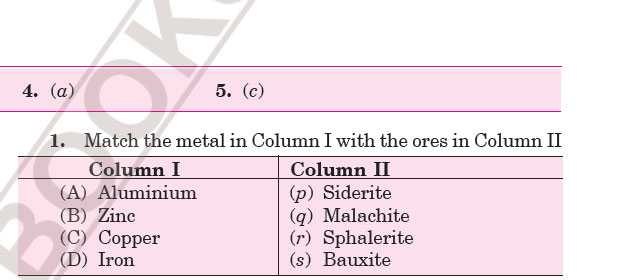 4. (a) 5. (c)
1. Match the metal in Column I with the ores in Column II
Column I Column II
(A) Aluminium (p) Siderite
(B) Zinc (q) Malachite
(C) Copper (r) Sphalerite
(D) Iron (s) Bauxite
BOOK